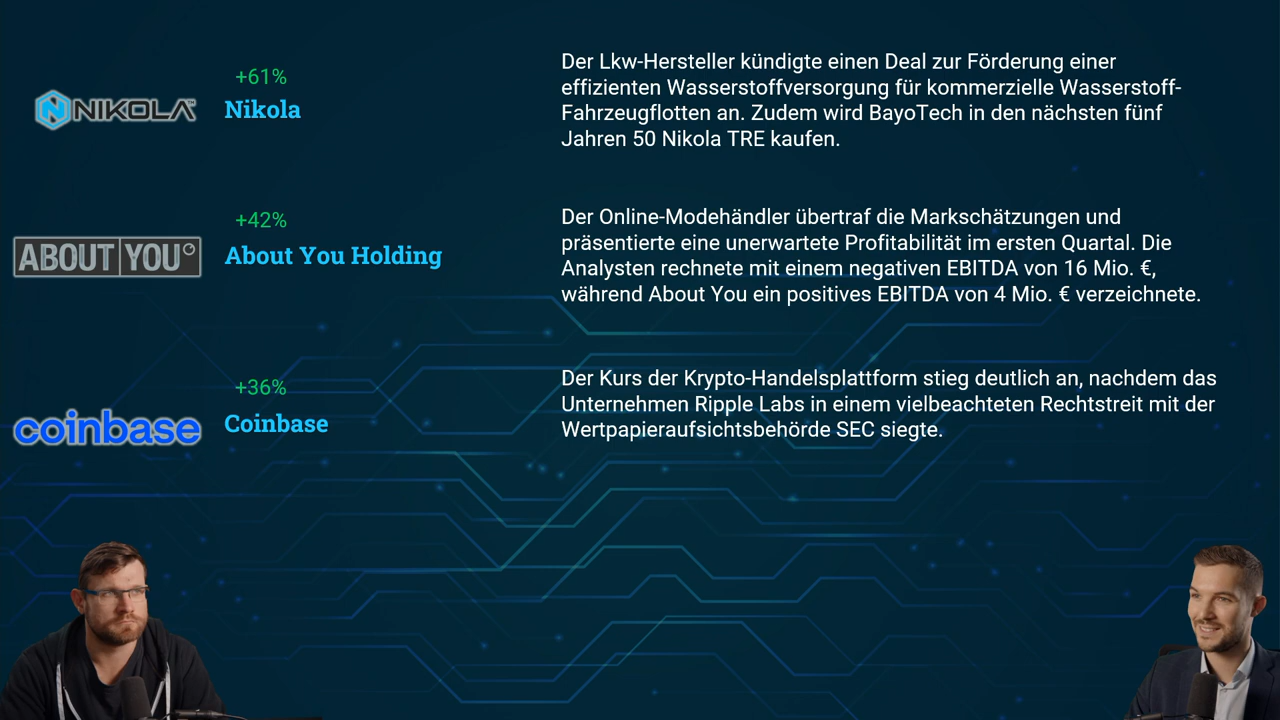 +61%
NIKOLA™
Nikola
Der Lkw-Hersteller kündigte einen Deal zur Förderung einer
effizienten Wasserstoffversorgung für kommerzielle Wasserstoff-
Fahrzeugflotten an. Zudem wird BayoTech in den nächsten fünf
Jahren 50 Nikola TRE kaufen.
+42%
ABOUT YOU
About You Holding
Der Online-Modehändler übertraf die Markschätzungen und
präsentierte eine unerwartete Profitabilität im ersten Quartal. Die
Analysten rechnete mit einem negativen EBITDA von 16 Mio. €,
während About You ein positives EBITDA von 4 Mio. € verzeichnete.
+36%
coinbase
Coinbase
Der Kurs der Krypto-Handelsplattform stieg deutlich an, nachdem das
Unternehmen Ripple Labs in einem vielbeachteten Rechtstreit mit der
Wertpapieraufsichtsbehörde SEC siegte.